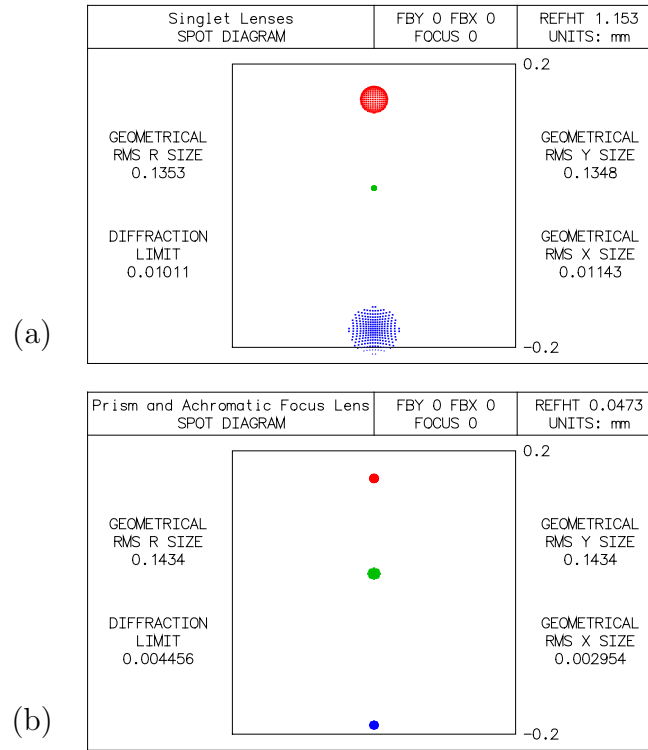 Singlet Lenses
SPOT DIAGRAM
FBY 0 FBX 0
FOCUS 0
REFHT 1.153
UNITS: mm
0.2
GEOMETRICAL
RMS R SIZE
0.1353
GEOMETRICAL
RMS Y SIZE
0.1348
DIFFRACTION
LIMIT
0.01011
GEOMETRICAL
RMS X SIZE
0.01143
(a)
-0.2
Prism and Achromatic Focus Lens
SPOT DIAGRAM
FBY 0 FBX 0
FOCUS 0
REFHT 0.0473
UNITS: mm
0.2
GEOMETRICAL
RMS R SIZE
0.1434
GEOMETRICAL
RMS Y SIZE
0.1434
DIFFRACTION
LIMIT
0.004456
GEOMETRICAL
RMS X SIZE
0.002954
(b)
-0.2